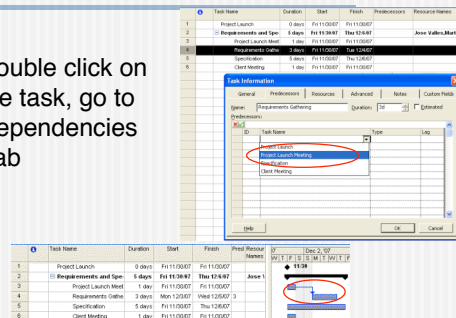 Task Name Duration Start Finish Predecessors Resource Names
Project Launch 0 days Fri 11/30/07 Fri 11/30/07
Requirements and Spe 5 days Fri 11/30/07 Thu 12/6/07 Jose Valles,Marti
Project Launch Meet 1 day Fri 11/30/07 Fri 11/30/07
Requirements Gathe 3 days Fri 11/30/07 Tue 12/4/07
Specification 5 days Fri 11/30/07 Thu 12/6/07
Client Meeting 1 day Fri 11/30/07 Fri 11/30/07
ouble click on
e task, go to
ependencies
ab
Task Information
General Predecessors Resources Advanced Notes Custom Fields
Name: Requirements Gathering Duration: 3d Estimated
Predecessors:
ID Task Name Type Lag
Project Launch
Project Launch Meeting
Specification
Client Meeting
Help OK Cancel
Task Name Duration Start Finish Pred Resour Names Dec 2, '07
W T F S S M T W T F
1 Project Launch 0 days Fri 11/30/07 Fri 11/30/07 11/30
2 Requirements and Spe 5 days Fri 11/30/07 Thu 12/6/07 Jose V
3 Project Launch Meet 1 day Fri 11/30/07 Fri 11/30/07
4 Requirements Gathe 3 days Mon 12/3/07 Wed 12/5/07 3
5 Specification 5 days Fri 11/30/07 Thu 12/6/07
6 Client Meeting 1 day Fri 11/30/07 Fri 11/30/07